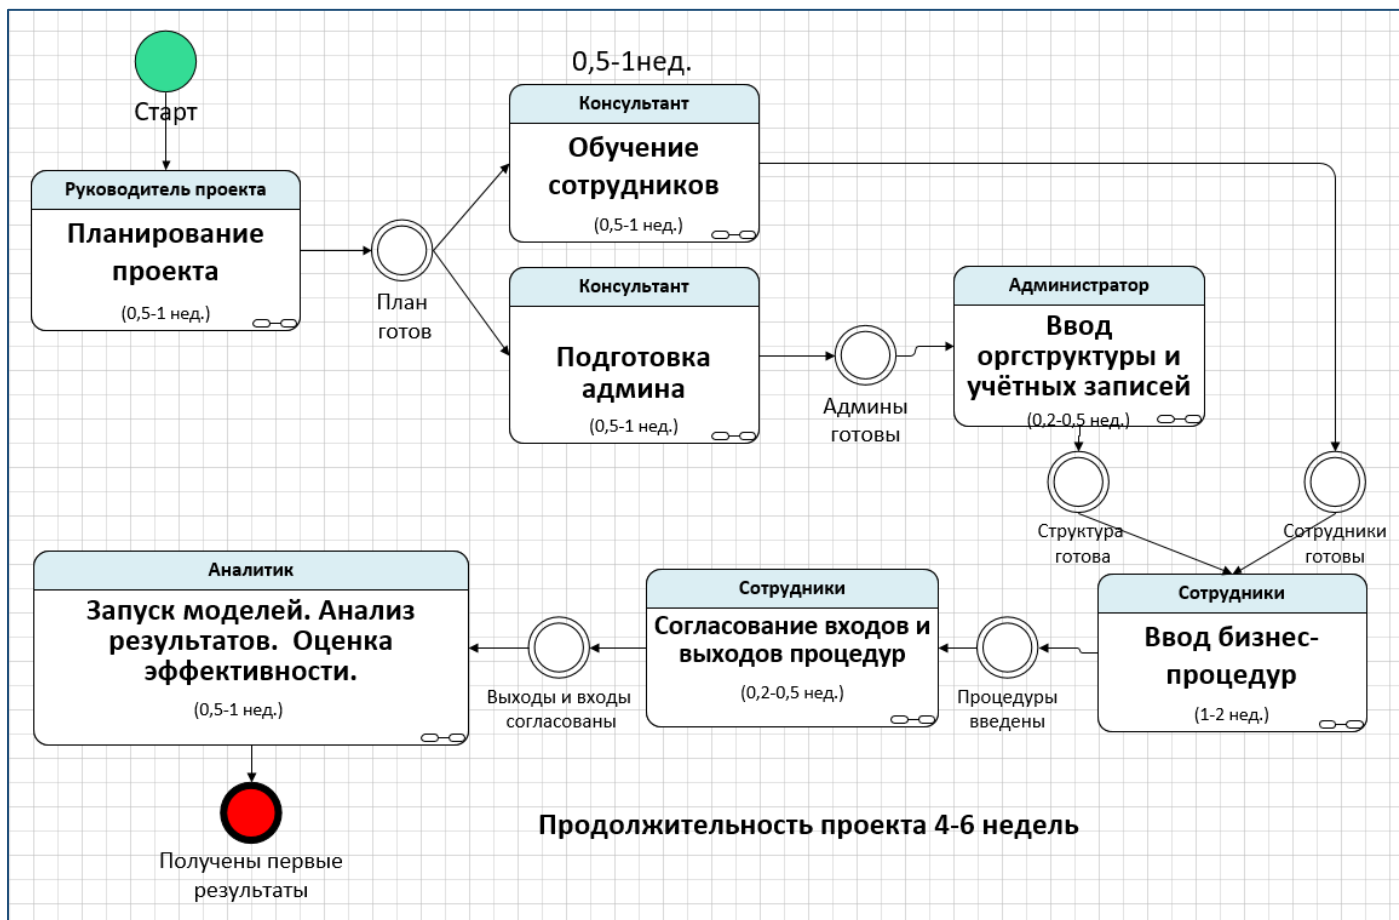 Старт
Руководитель проекта
Планирование
проекта
(0,5-1 нед.)
План
готов
0,5-1нед.
Консультант
Обучение
сотрудников
(0,5-1 нед.)
Консультант
Подготовка
админа
(0,5-1 нед.)
Админы
готовы
Администратор
Ввод
оргструктуры и
учётных записей
(0,2-0,5 нед.)
Структура
готова
Сотрудники
готовы
Сотрудники
Ввод бизнес-
процедур
(1-2 нед.)
Процедуры
введены
Сотрудники
Согласование входов и
выходов процедур
(0,2-0,5 нед.)
Выходы и входы
согласованы
Аналитик
Запуск моделей. Анализ
результатов.  Оценка
эффективности.
(0,5-1 нед.)
Получены первые
результаты
Продолжительность проекта 4-6 недель